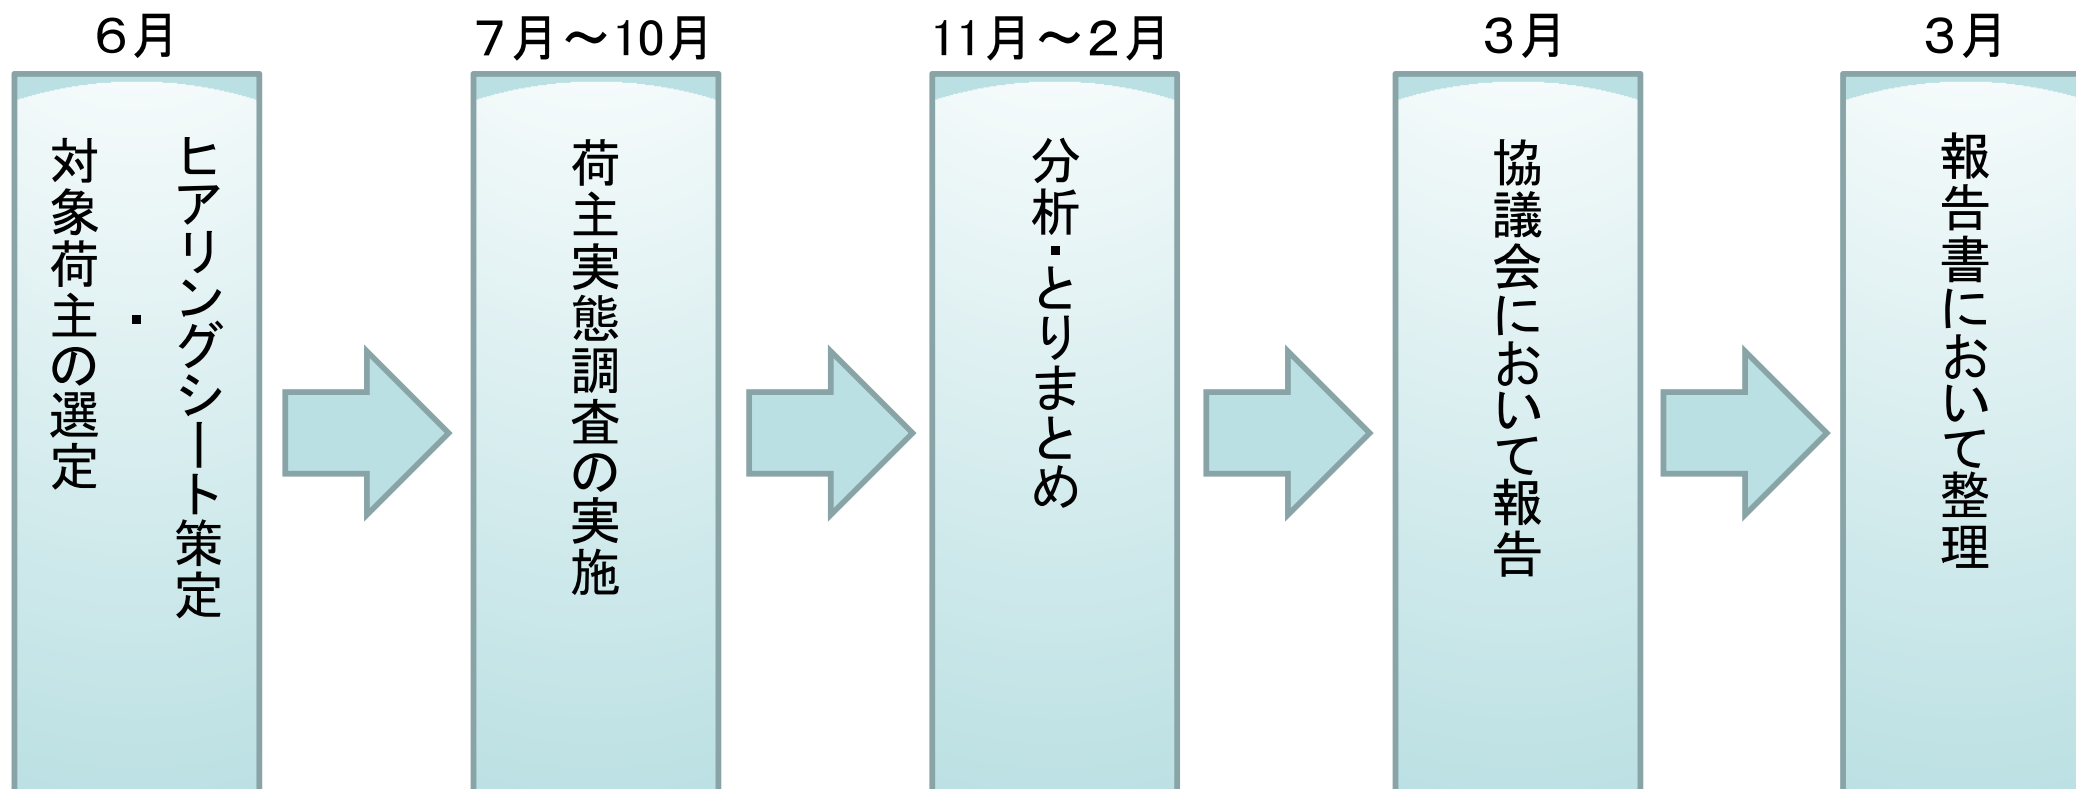 ６月
ヒアリングシート策定
・
対象荷主の選定
７月～10月
荷主実態調査の実施
11月～２月
分析・とりまとめ
３月
協議会において報告
３月
報告書において整理